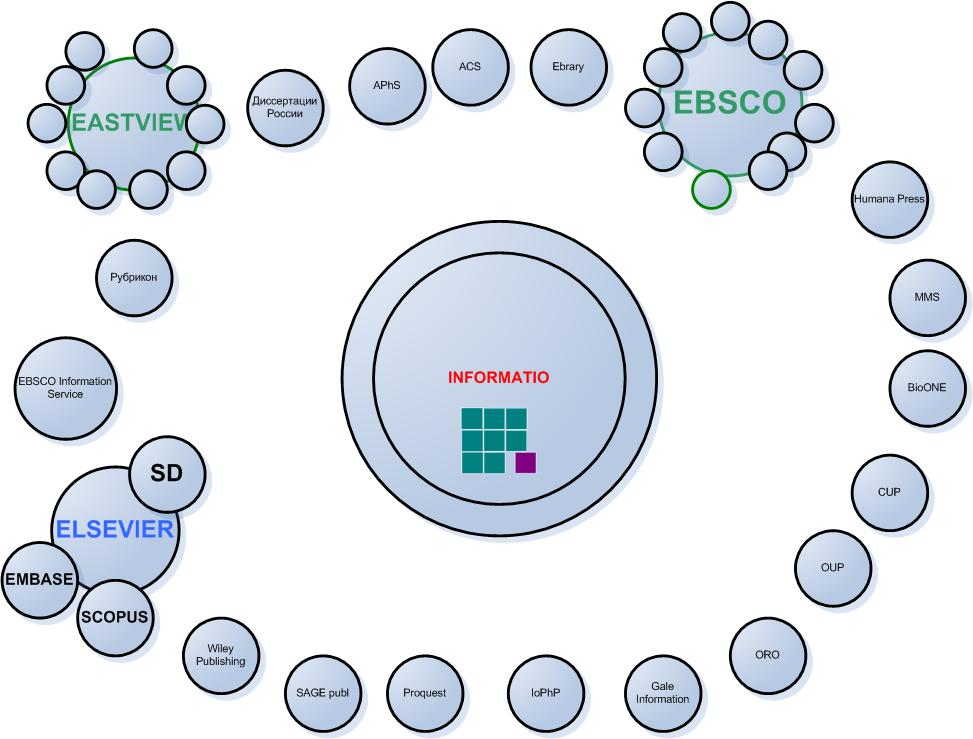 EASTVIEW
Диссертации
России
APhS
ACS
Ebrary
EBSCO
Humana Press
Рубрикон
MMS
EBSCO Information
Service
INFORMATIO
BioONE
SD
ELSEVIER
EMBASE
SCOPUS
CUP
OUP
Wiley
Publishing
SAGE publ
Proquest
IoPhP
Gale
Information
ORO